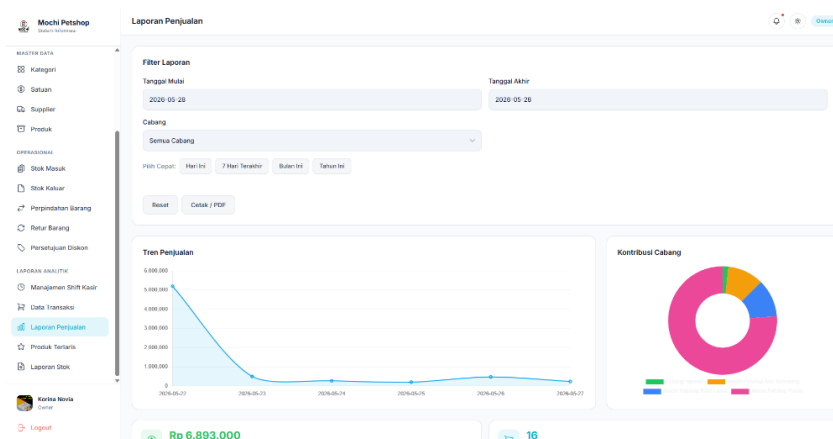 Mochi Petshop
Sistem Informasi
Laporan Penjualan
Owner
MASTER DATA
Kategori
Satuan
Supplier
Produk
OPERASIONAL
Stok Masuk
Stok Keluar
Perpindahan Barang
Retur Barang
Persetujuan Diskon
LAPORAN ANALITIK
Manajemen Shift Kasir
Data Transaksi
Laporan Penjualan
Produk Terlaris
Laporan Stok
Korina Novia
Owner
Logout
Filter Laporan
Tanggal Mulai
2026-05-28
Tanggal Akhir
2026-05-28
Cabang
Semua Cabang
Pilih Cepat:
Hari Ini
7 Hari Terakhir
Bulan Ini
Tahun Ini
Reset
Cetak / PDF
Tren Penjualan
6.000.000
5.000.000
4.000.000
3.000.000
2.000.000
1.000.000
0
2026-05-22
2026-05-23
2026-05-24
2026-05-25
2026-05-26
2026-05-27
Kontribusi Cabang
Rp 6.893.000
16